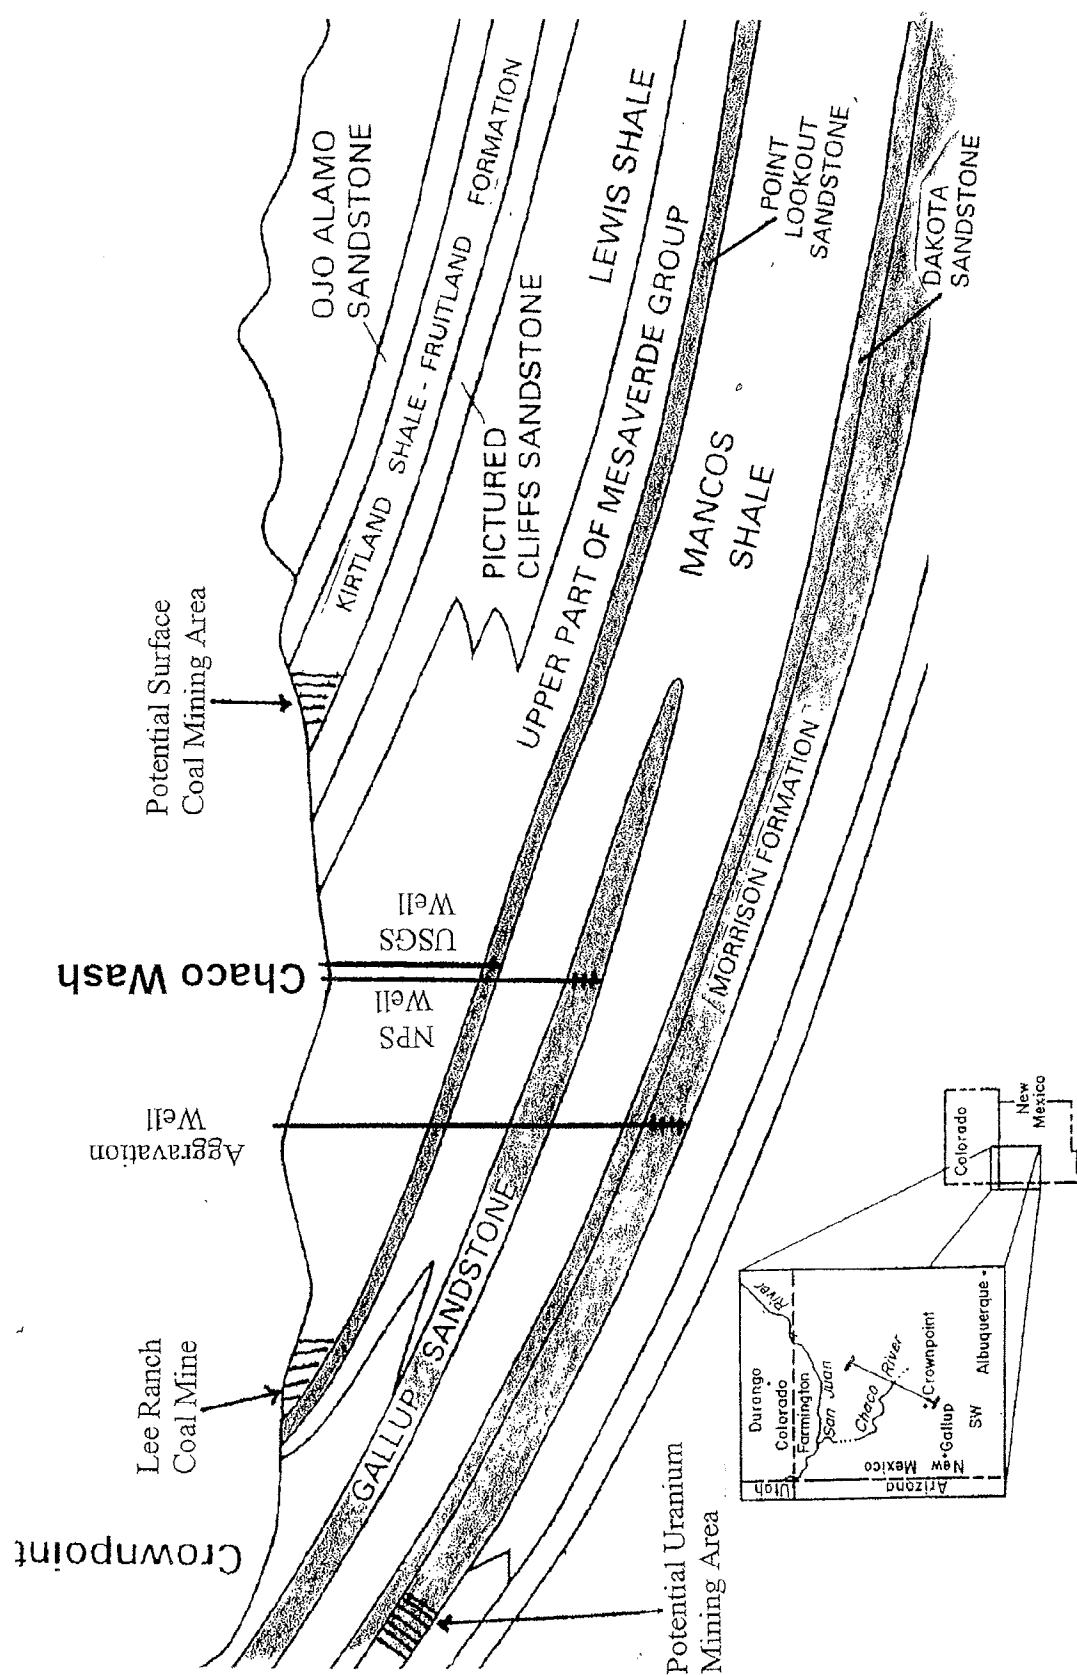 Crownpoint
Lee Ranch
Coal Mine
Aggravation
Well
Chaco Wash
NPS
Well
USGS
Well
Potential Surface
Coal Mining Area
OJO ALAMO
SANDSTONE
KIRTLAND SHALE - FRUITLAND FORMATION
PICTURED
CLIFFS SANDSTONE
LEWIS SHALE
UPPER PART OF MESAVERDE GROUP
POINT
LOOKOUT
SANDSTONE
MANCOS
SHALE
GALLUP SANDSTONE
DAKOTA
SANDSTONE
MORRISON FORMATION
Potential Uranium
Mining Area
Utah
Arizona
Durango
Colorado
Farmington
San Juan
River
Chaco River
Crownpoint
Gallup
New
Mexico
SW
Albuquerque
Colorado
New
Mexico